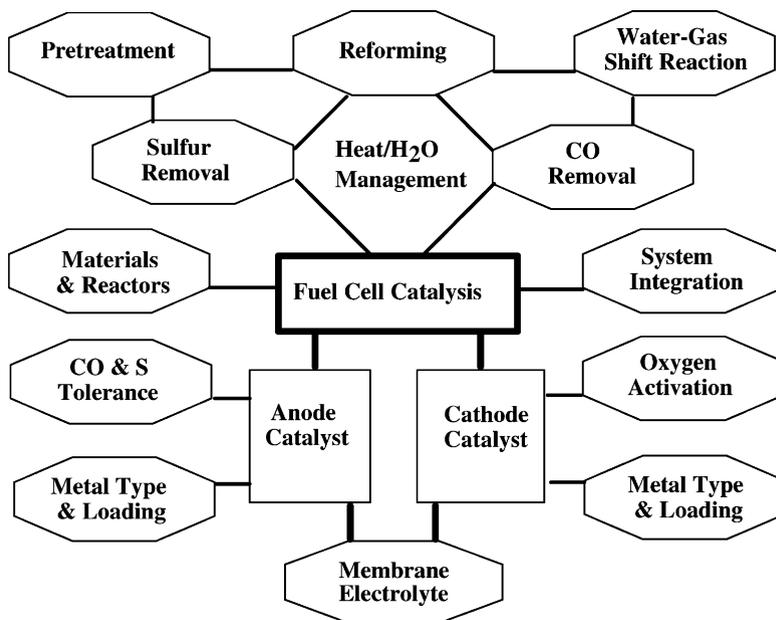 Pretreatment
Reforming
Water-Gas
Shift Reaction
Sulfur
Removal
Heat/H₂O
Management
CO
Removal
Materials
& Reactors
Fuel Cell Catalysis
System
Integration
CO & S
Tolerance
Anode
Catalyst
Cathode
Catalyst
Oxygen
Activation
Metal Type
& Loading
Metal Type
& Loading
Membrane
Electrolyte